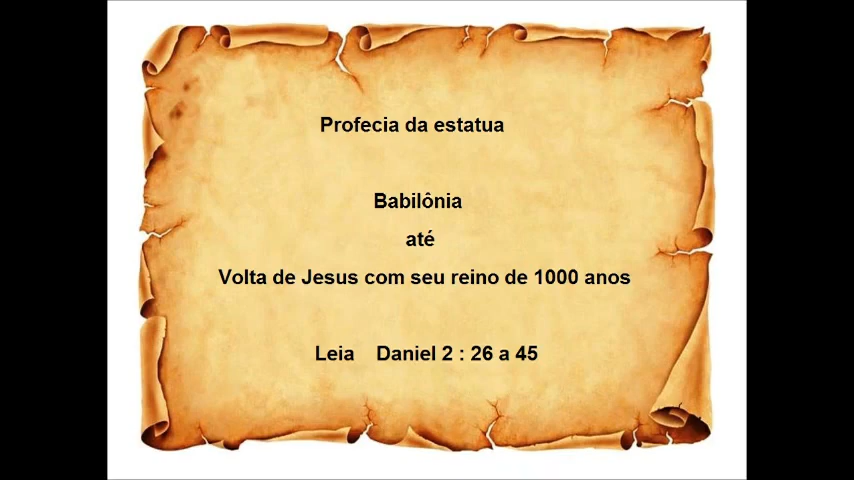 Profecia da estatua
Babilônia
até
Volta de Jesus com seu reino de 1000 anos
Leia Daniel 2 : 26 a 45